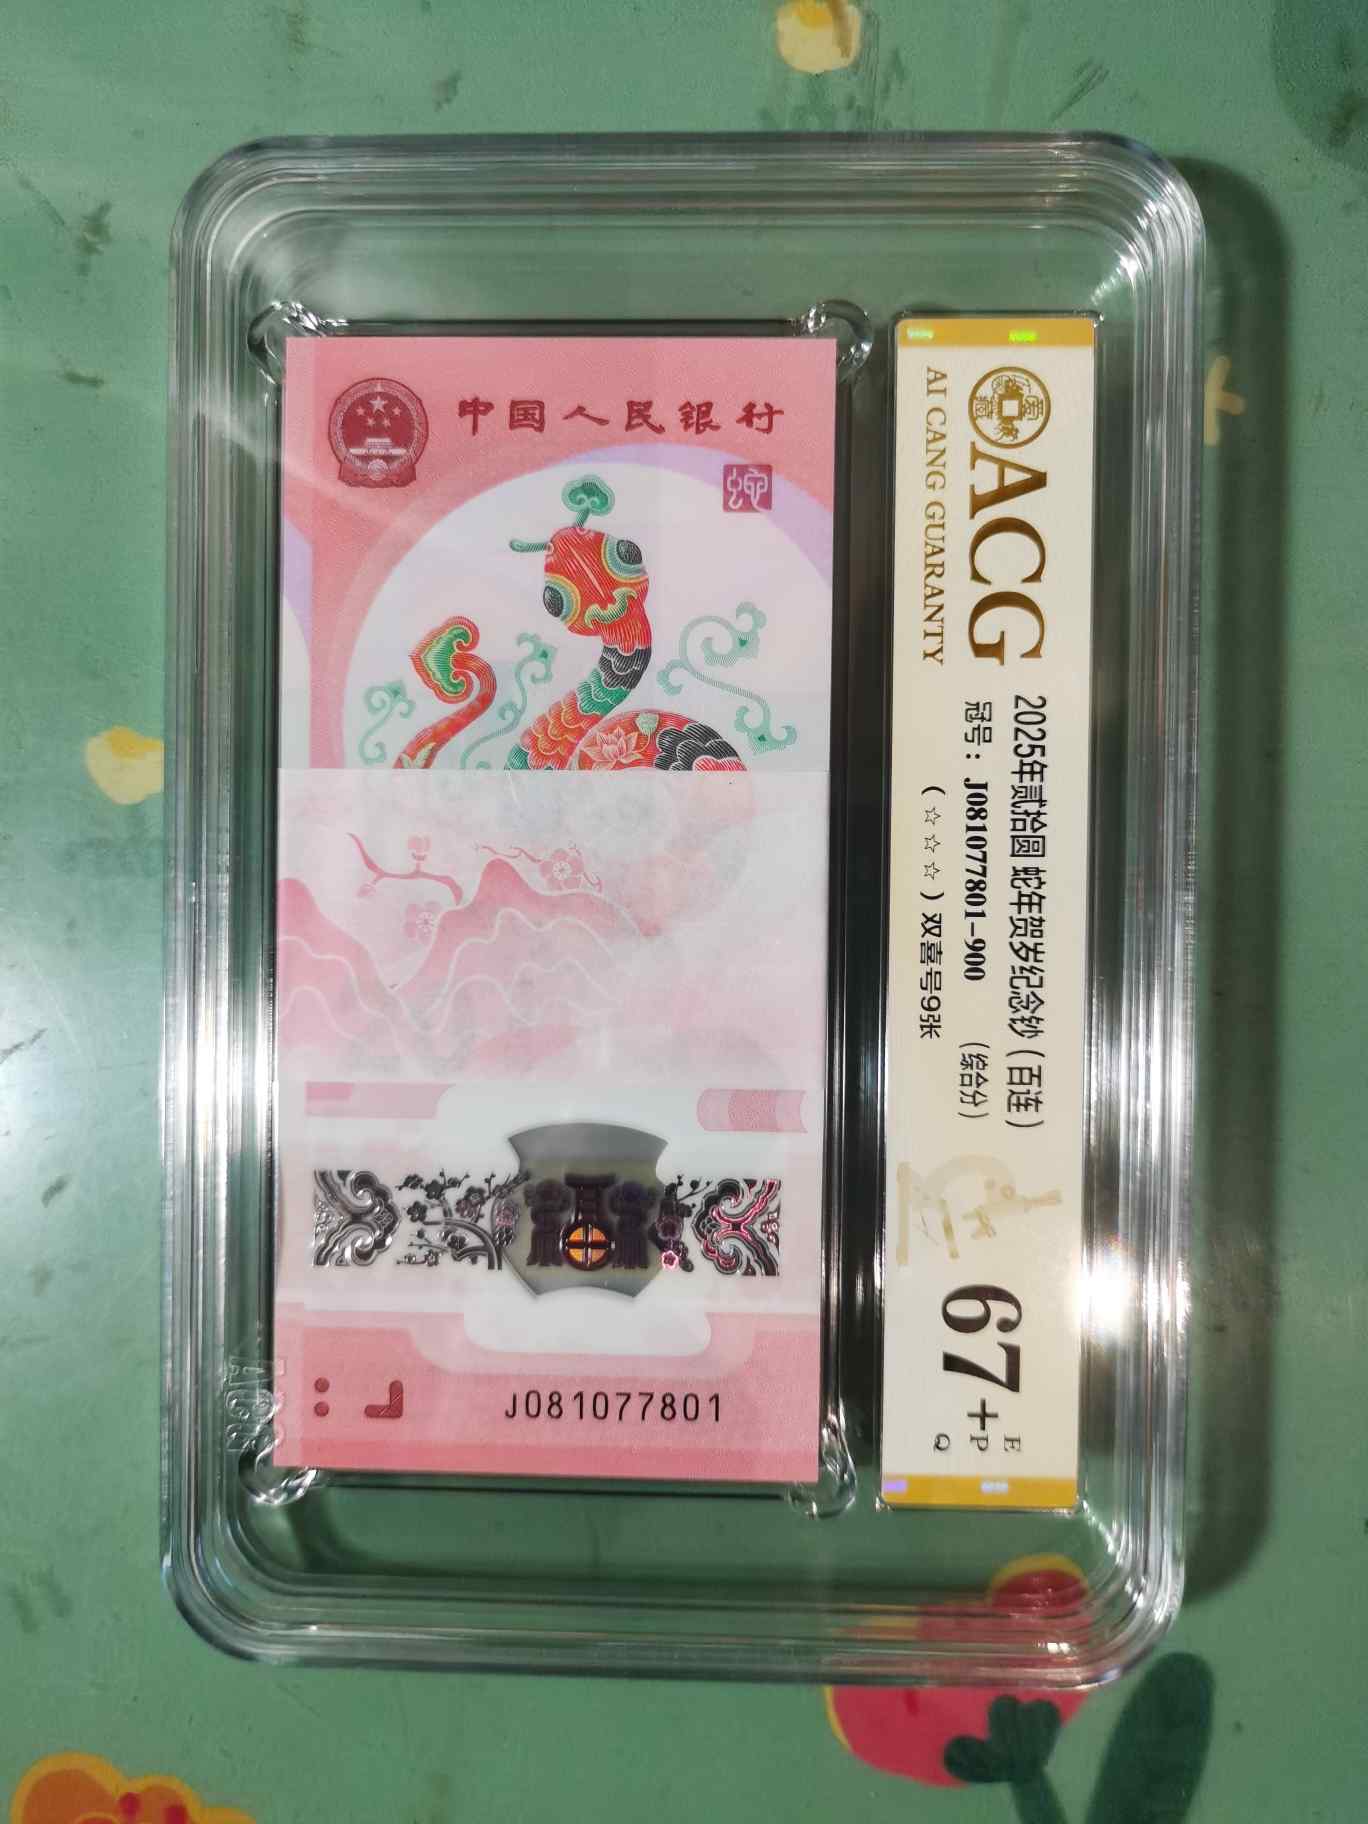 中国人民银行
蛇
J081077801
ACG
AI CANG GUARANTY
2025年贰拾圆 蛇年贺岁纪念钞（百连）
冠号：J081077801-900 （综合分）
（☆☆☆）双喜号9张
67+
E
P
Q
ACG